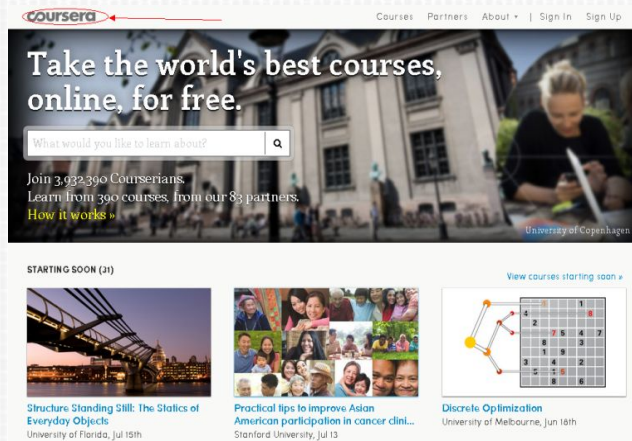 coursera
Courses Partners About ▾ | Sign In Sign Up
Take the world's best courses,
online, for free.
What would you like to learn about?
Join 3,932,390 Courserians.
Learn from 390 courses, from our 83 partners.
How it works »
University of Copenhagen
STARTING SOON (31)
View courses starting soon »
Structure Standing Still: The Statics of
Everyday Objects
University of Florida, Jul 15th
Practical tips to improve Asian
American participation in cancer clini...
Stanford University, Jul 13
Discrete Optimization
University of Melbourne, Jun 18th